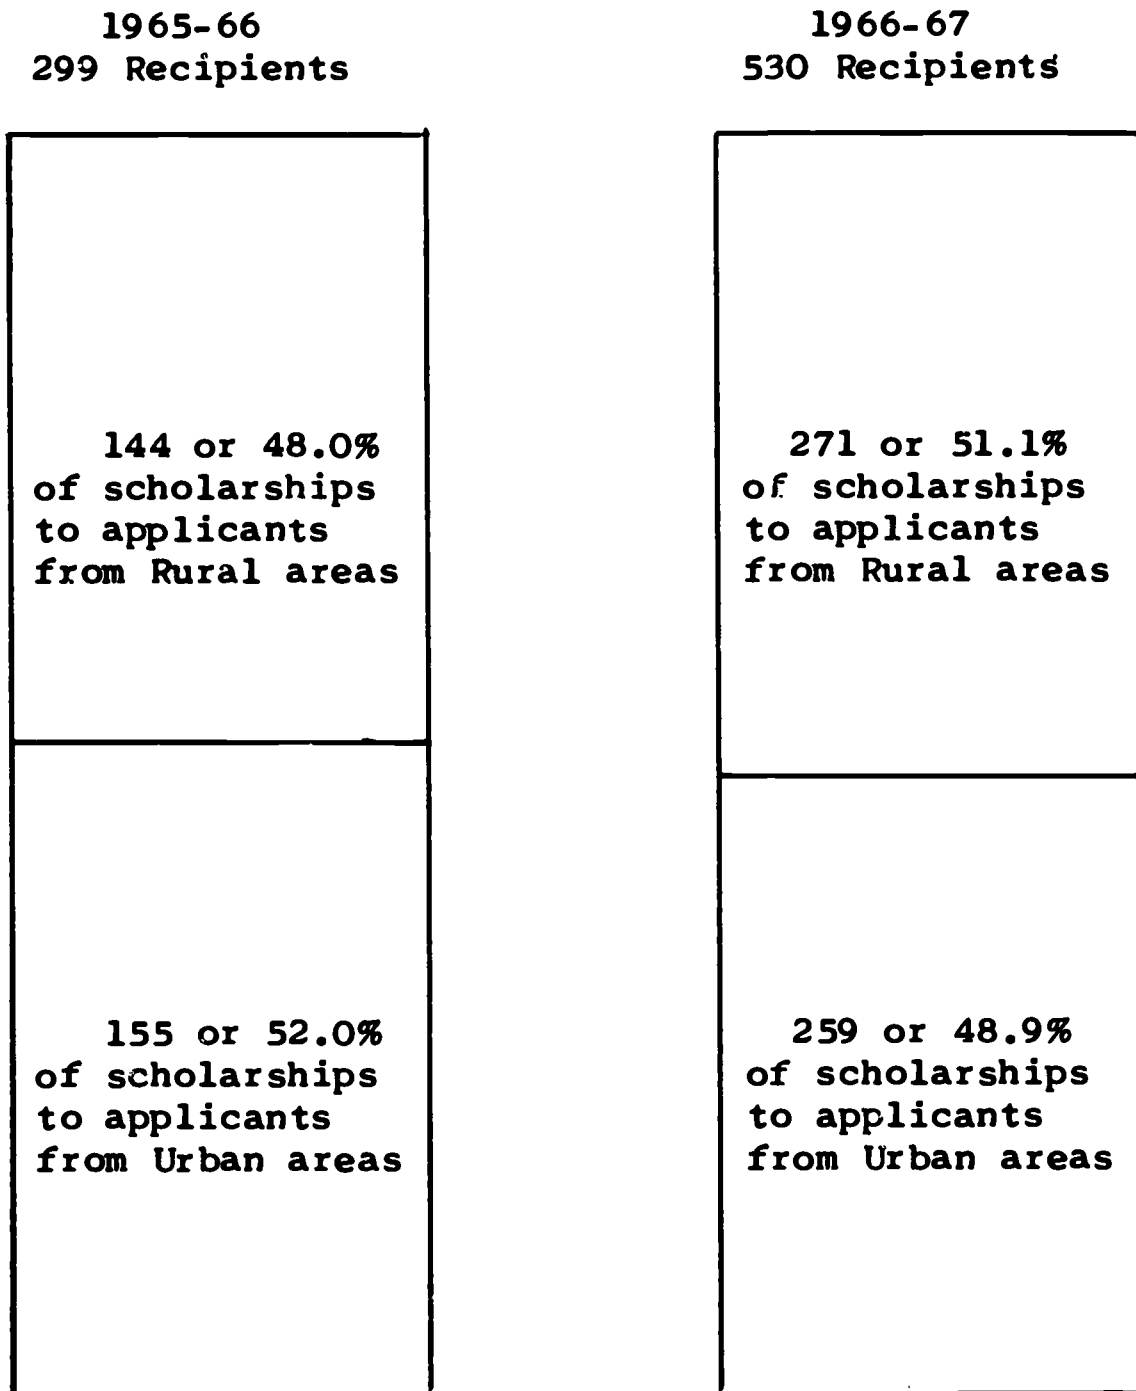 1965-66
299 Recipients
144 or 48.0%
of scholarships
to applicants
from Rural areas
155 or 52.0%
of scholarships
to applicants
from Urban areas
1966-67
530 Recipients
271 or 51.1%
of scholarships
to applicants
from Rural areas
259 or 48.9%
of scholarships
to applicants
from Urban areas